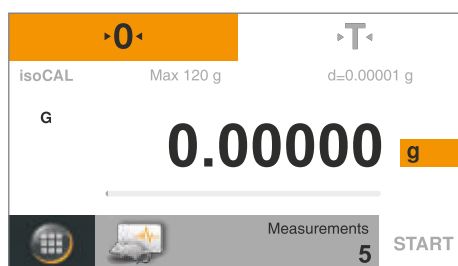 0 T
isoCAL Max 120 g d=0.00001 g
G
0.00000 g
Measurements
5 START